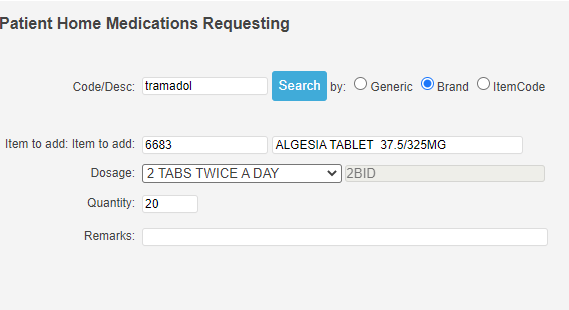 Patient Home Medications Requesting
Code/Desc: tramadol Search by: Generic Brand ItemCode
Item to add: Item to add: 6683 ALGESIA TABLET 37.5/325MG
Dosage: 2 TABS TWICE A DAY 2BID
Quantity: 20
Remarks: